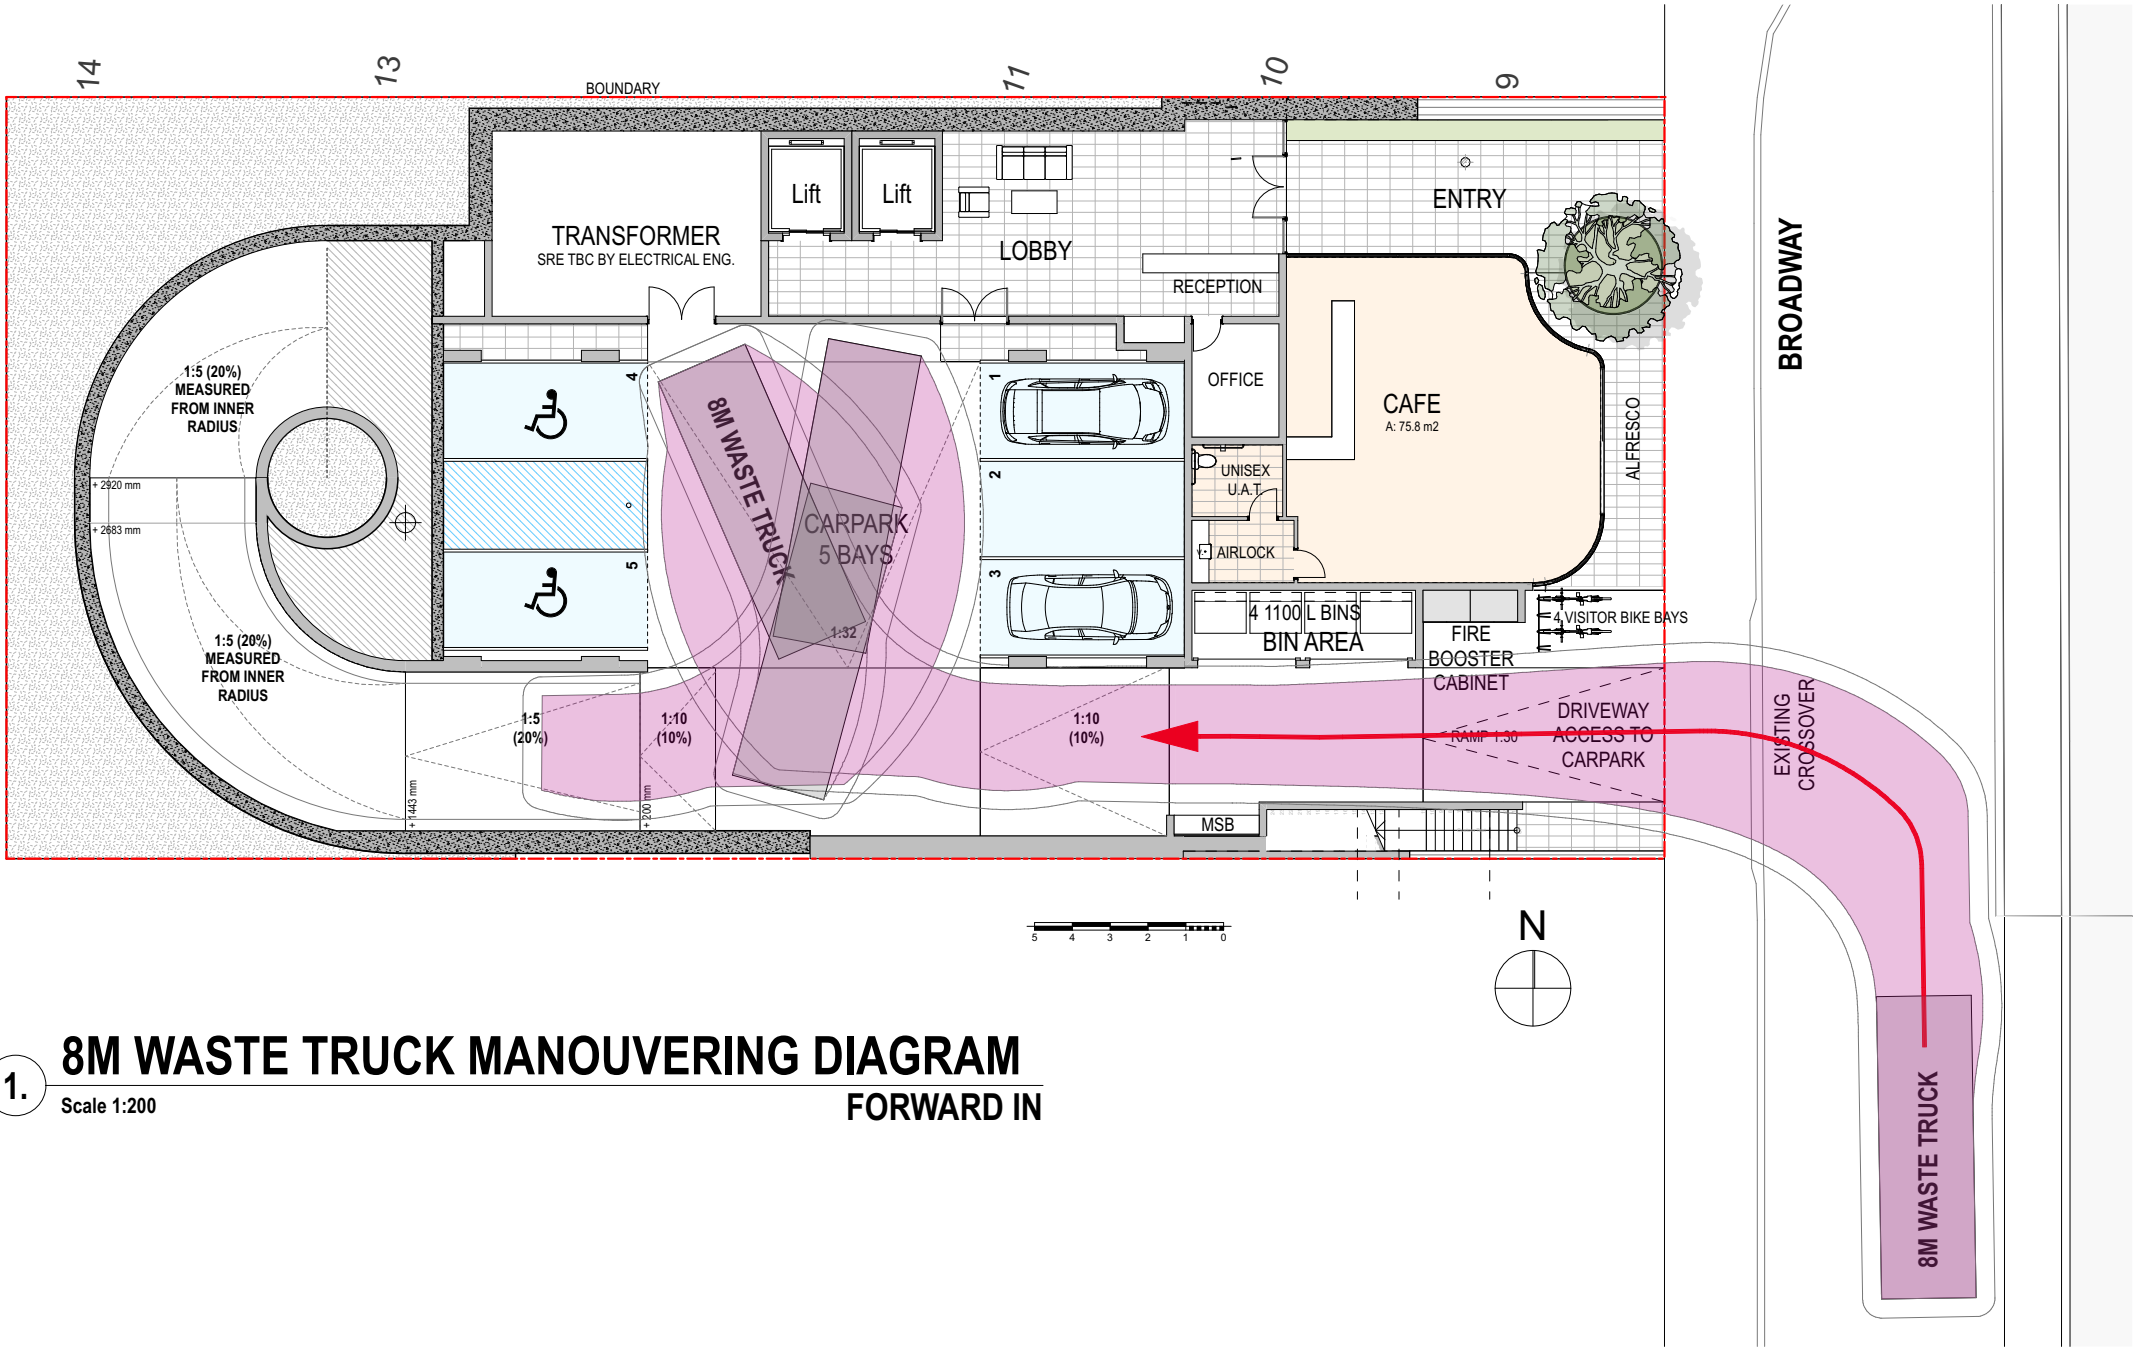 14
13
11
10
9
BOUNDARY
Lift
Lift
TRANSFORMER
SRE TBC BY ELECTRICAL ENG.
LOBBY
RECEPTION
ENTRY
BROADWAY
OFFICE
CAFE
A: 75.8 m2
ALFRESCO
UNISEX
U.A.T.
AIRLOCK
1:5 (20%)
MEASURED
FROM INNER
RADIUS
+ 2920 mm
+ 2683 mm
1:5 (20%)
MEASURED
FROM INNER
RADIUS
4
5
1
2
3
8M WASTE TRUCK
CARPARK
5 BAYS
1:32
4 1100 L BINS
BIN AREA
FIRE
BOOSTER
CABINET
4 VISITOR BIKE BAYS
1:5
(20%)
1:10
(10%)
1:10
(10%)
RAMP 1:30
DRIVEWAY
ACCESS TO
CARPARK
EXISTING
CROSSOVER
+ 1443 mm
+ 200 mm
MSB
5 4 3 2 1 0
N
8M WASTE TRUCK
1.
8M WASTE TRUCK MANOUVERING DIAGRAM
Scale 1:200
FORWARD IN